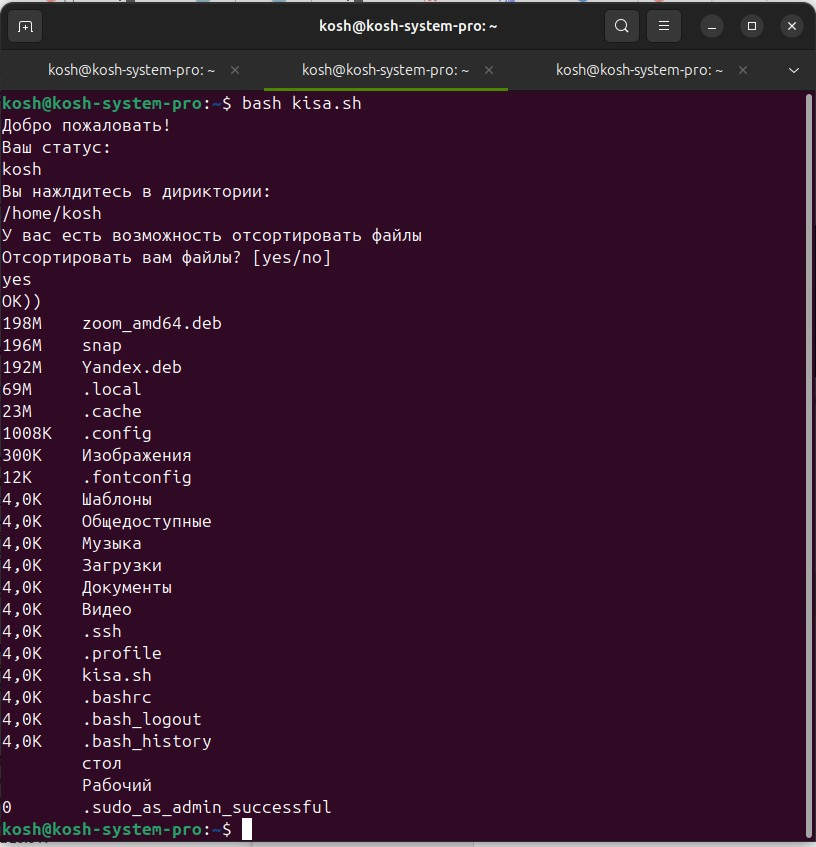 kosh@kosh-system-pro: ~
kosh@kosh-system-pro: ~ kosh@kosh-system-pro: ~ kosh@kosh-system-pro: ~
kosh@kosh-system-pro:~$ bash kisa.sh
Добро пожаловать!
Ваш статус:
kosh
Вы нажлдитесь в дириктории:
/home/kosh
У вас есть возможность отсортировать файлы
Отсортировать вам файлы? [yes/no]
yes
OK))
198M zoom_amd64.deb
196M snap
192M Yandex.deb
69M .local
23M .cache
1008K .config
300K Изображения
12K .fontconfig
4,0K Шаблоны
4,0K Общедоступные
4,0K Музыка
4,0K Загрузки
4,0K Документы
4,0K Видео
4,0K .ssh
4,0K .profile
4,0K kisa.sh
4,0K .bashrc
4,0K .bash_logout
4,0K .bash_history
стол
Рабочий
0 .sudo_as_admin_successful
kosh@kosh-system-pro:~$